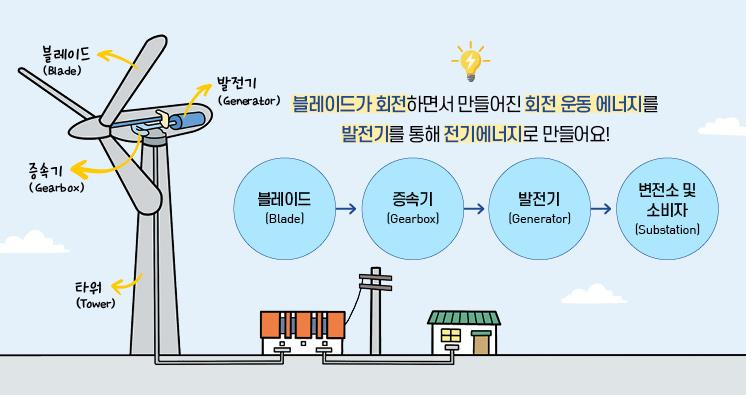 블레이드
(Blade)
발전기
(Generator)
증속기
(Gearbox)
타워
(Tower)
블레이드가 회전하면서 만들어진 회전 운동 에너지를
발전기를 통해 전기에너지로 만들어요!
블레이드
(Blade)
증속기
(Gearbox)
발전기
(Generator)
변전소 및
소비자
(Substation)